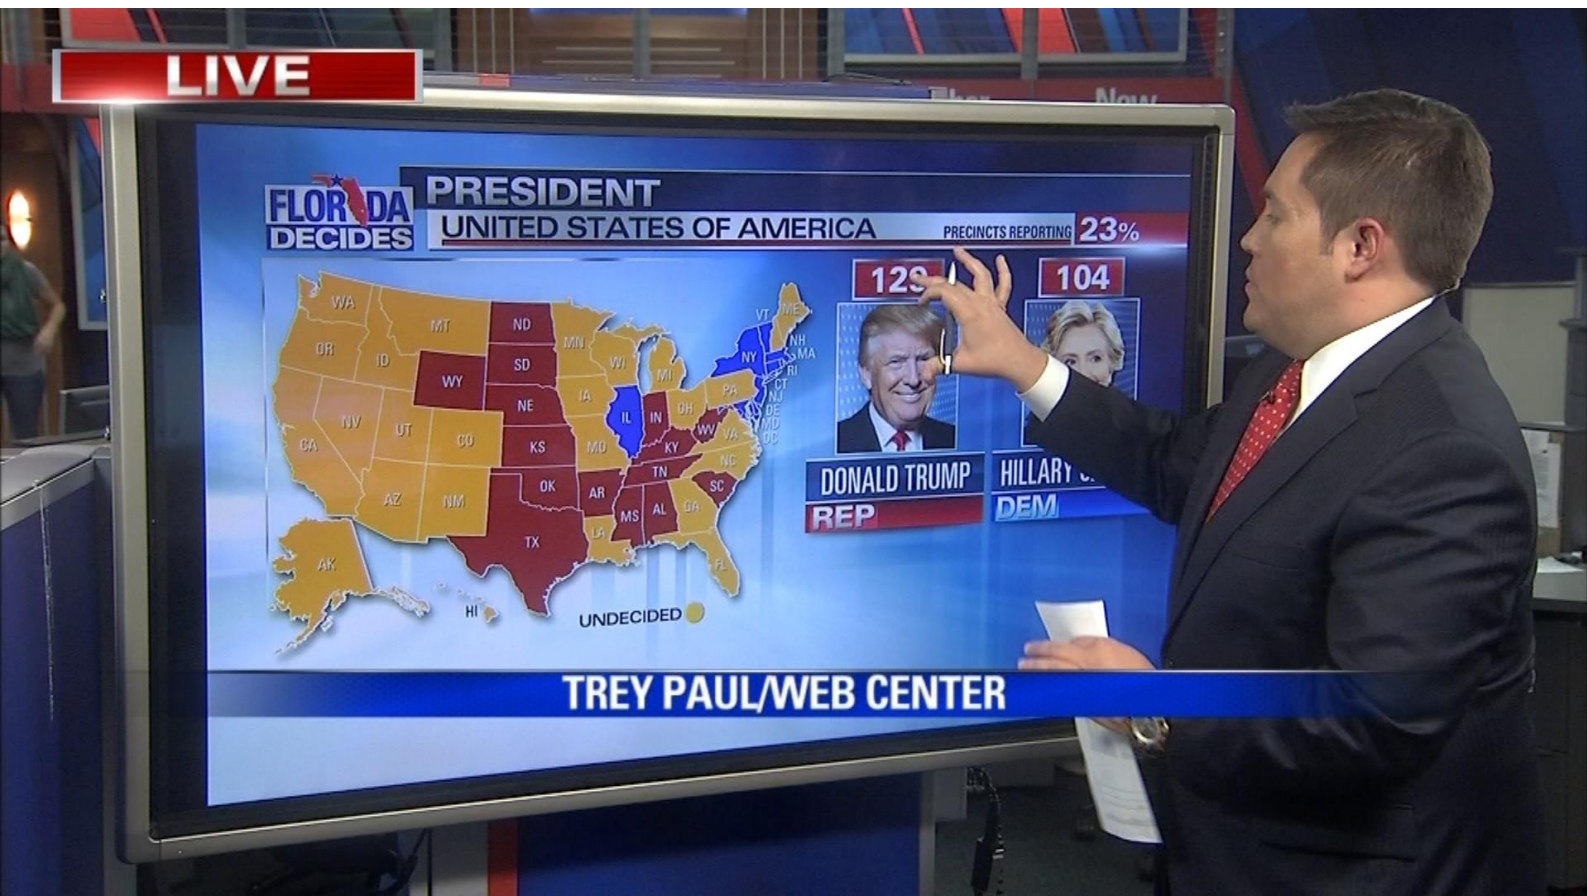 LIVE
FLORIDA
DECIDES
PRESIDENT
UNITED STATES OF AMERICA
PRECINCTS REPORTING 23%
129
104
WA
MT
ND
MN
OR
ID
SD
WI
MI
VT
ME
NH
NY
MA
RI
CT
NJ
DE
MD
DC
WY
NE
IA
PA
NV
UT
CO
KS
IL
IN
OH
WV
VA
CA
MO
KY
NC
TN
AZ
NM
OK
AR
SC
MS
AL
GA
TX
LA
FL
AK
HI
UNDECIDED
DONALD TRUMP
REP
HILLARY
DEM
TREY PAUL/WEB CENTER
Now